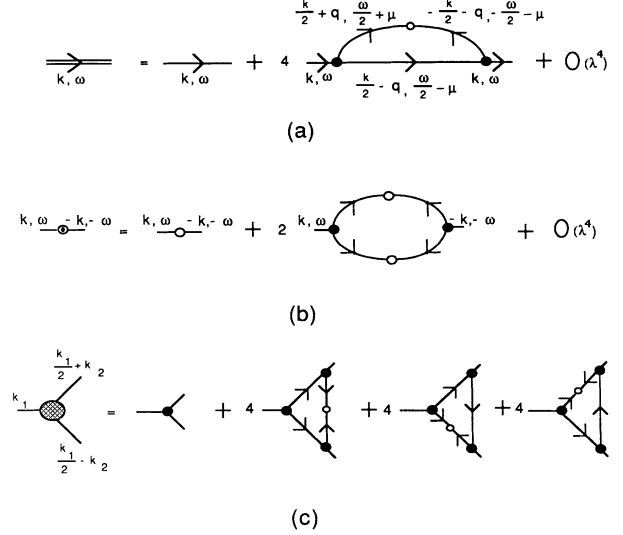 k/2 + q, ω/2 + μ   - k/2 - q, - ω/2 - μ
k, ω = k, ω + 4 k, ω   k/2 - q, ω/2 - μ   k, ω + O(λ⁴)
(a)
k, ω - k, - ω = k, ω - k, - ω + 2 k, ω   - k, - ω + O(λ⁴)
(b)
k₁/2 + k₂
k₁ = + 4 + 4 + 4
k₁/2 - k₂
(c)